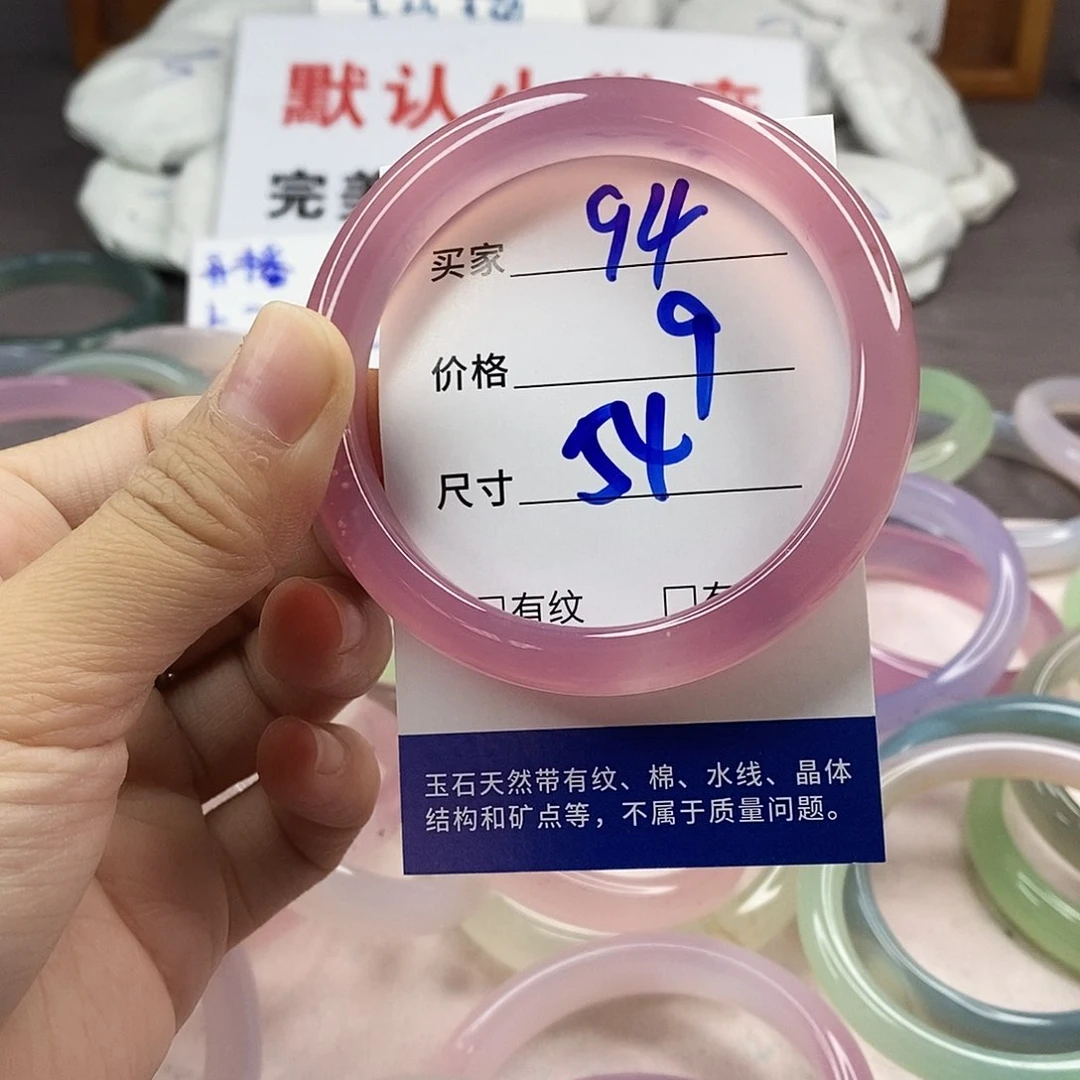 默认小
完美
买家 94
价格 9
尺寸 54
□有纹 □有
玉石天然带有纹、棉、水线、晶体
结构和矿点等，不属于质量问题。